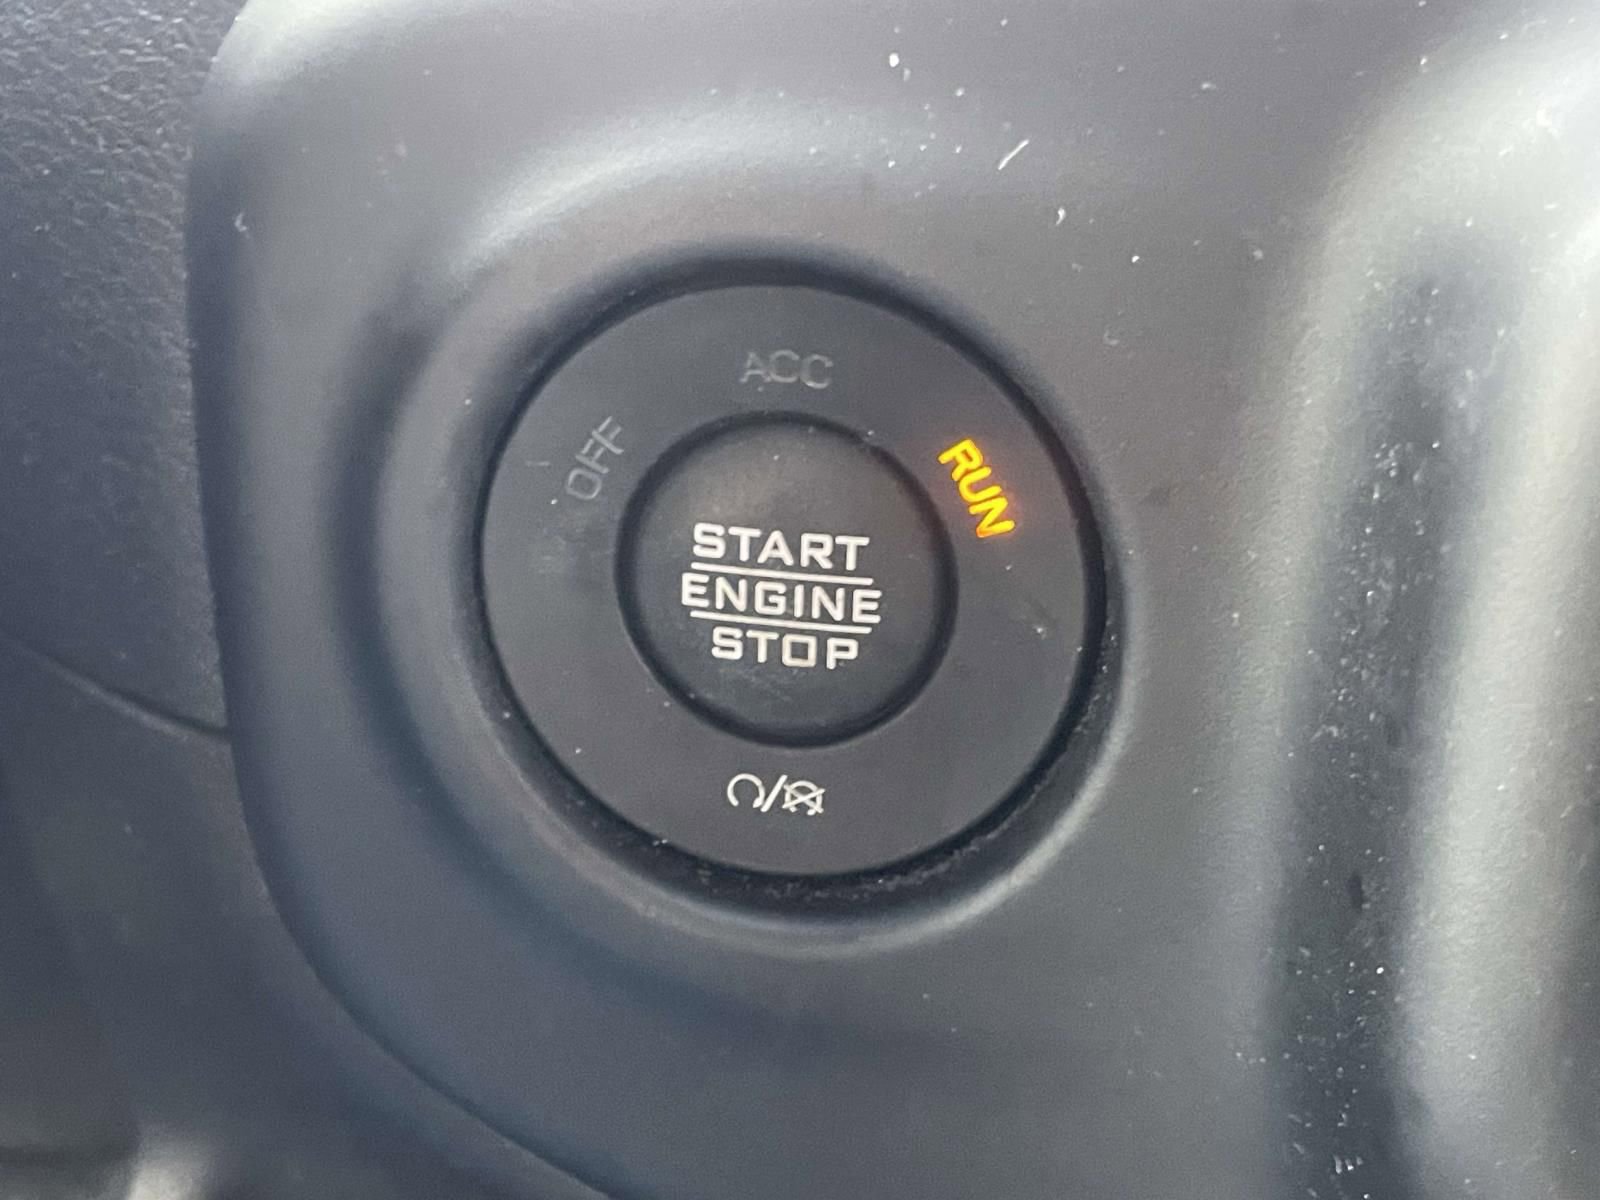 ACC
OFF
RUN
START
ENGINE
STOP